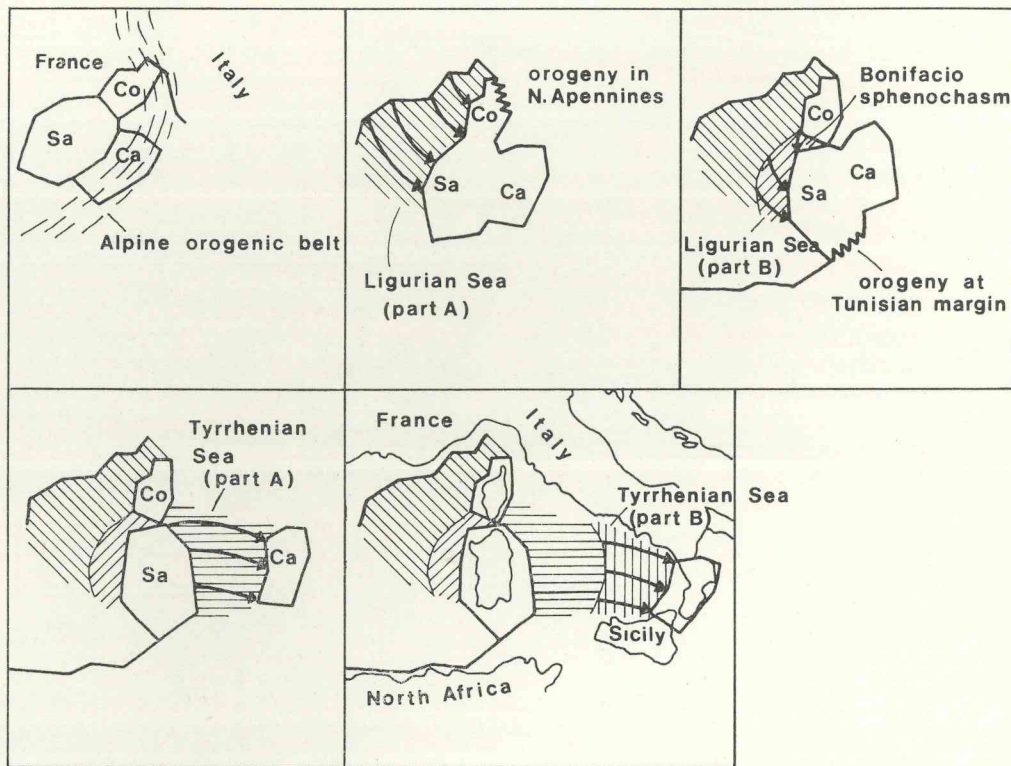 France
Italy
Co
Sa
Ca
Alpine orogenic belt
orogeny in
N. Apennines
Co
Sa
Ca
Ligurian Sea
(part A)
Bonifacio
sphenochasm
Co
Ca
Sa
Ligurian Sea
(part B)
orogeny at
Tunisian margin
Tyrrhenian
Sea
(part A)
Co
Ca
Sa
France
Italy
Tyrrhenian Sea
(part B)
Sicily
North Africa